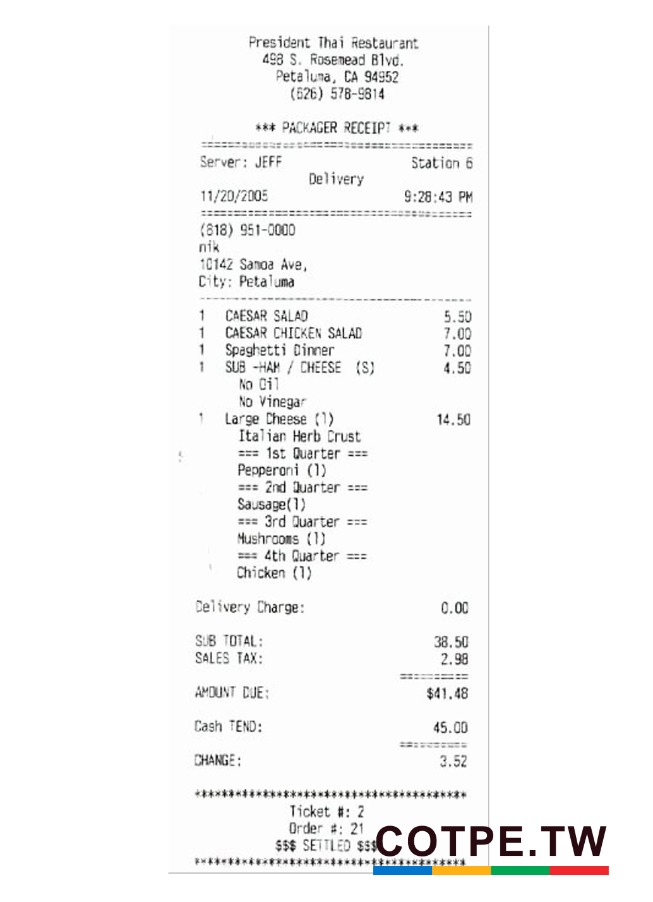 President Thai Restaurant
498 S. Rosemead Blvd.
Petaluma, CA 94952
(626) 578-9814
*** PACKAGER RECEIPT ***
========================================
Server: JEFF Station 6
Delivery
11/20/2005 9:28:43 PM
========================================
(818) 951-0000
nik
10142 Samoa Ave,
City: Petaluma
----------------------------------------
1 CAESAR SALAD 5.50
1 CAESAR CHICKEN SALAD 7.00
1 Spaghetti Dinner 7.00
1 SUB -HAM / CHEESE (S) 4.50
No Oil
No Vinegar
1 Large Cheese (1) 14.50
Italian Herb Crust
=== 1st Quarter ===
Pepperoni (1)
=== 2nd Quarter ===
Sausage(1)
=== 3rd Quarter ===
Mushrooms (1)
=== 4th Quarter ===
Chicken (1)
Delivery Charge: 0.00
SUB TOTAL: 38.50
SALES TAX: 2.98
==========
AMOUNT DUE: $41.48
Cash TEND: 45.00
==========
CHANGE: 3.52
****************************************
Ticket #: 2
Order #: 21
$$$ SETTLED $$$
****************************************
COTPE.TW